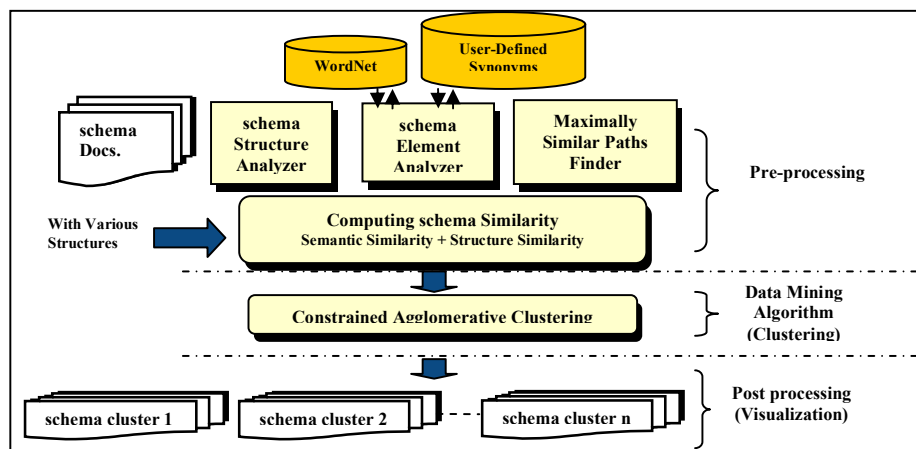 WordNet
User-Defined
Synonyms
schema
Docs.
schema
Structure
Analyzer
schema
Element
Analyzer
Maximally
Similar Paths
Finder
Pre-processing
With Various
Structures
Computing schema Similarity
Semantic Similarity + Structure Similarity
Constrained Agglomerative Clustering
Data Mining
Algorithm
(Clustering)
schema cluster 1
schema cluster 2
schema cluster n
Post processing
(Visualization)